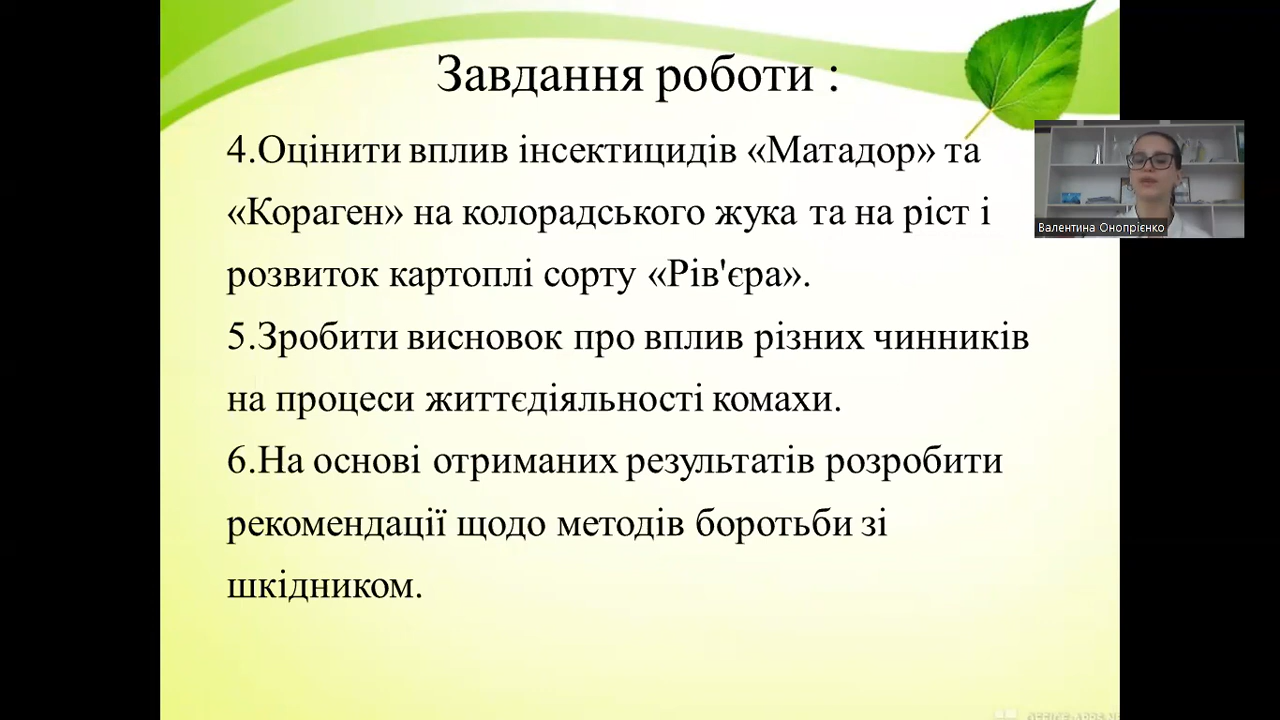 Завдання роботи :
4.Оцінити вплив інсектицидів «Матадор» та
«Кораген» на колорадського жука та на ріст і
розвиток картоплі сорту «Рів'єра».
5.Зробити висновок про вплив різних чинників
на процеси життєдіяльності комахи.
6.На основі отриманих результатів розробити
рекомендації щодо методів боротьби зі
шкідником.
Валентина Онопрієнко